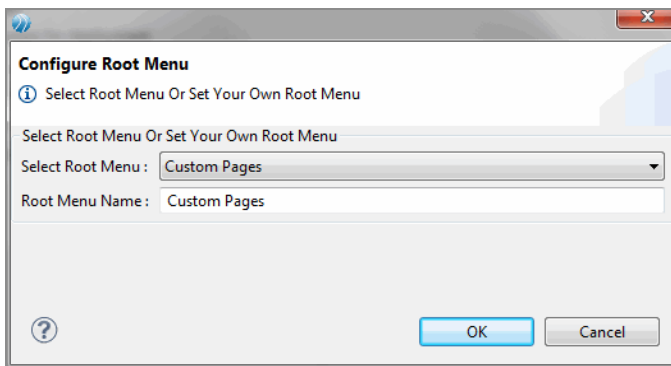 Configure Root Menu
Select Root Menu Or Set Your Own Root Menu
Select Root Menu Or Set Your Own Root Menu
Select Root Menu : Custom Pages
Root Menu Name : Custom Pages
OK Cancel